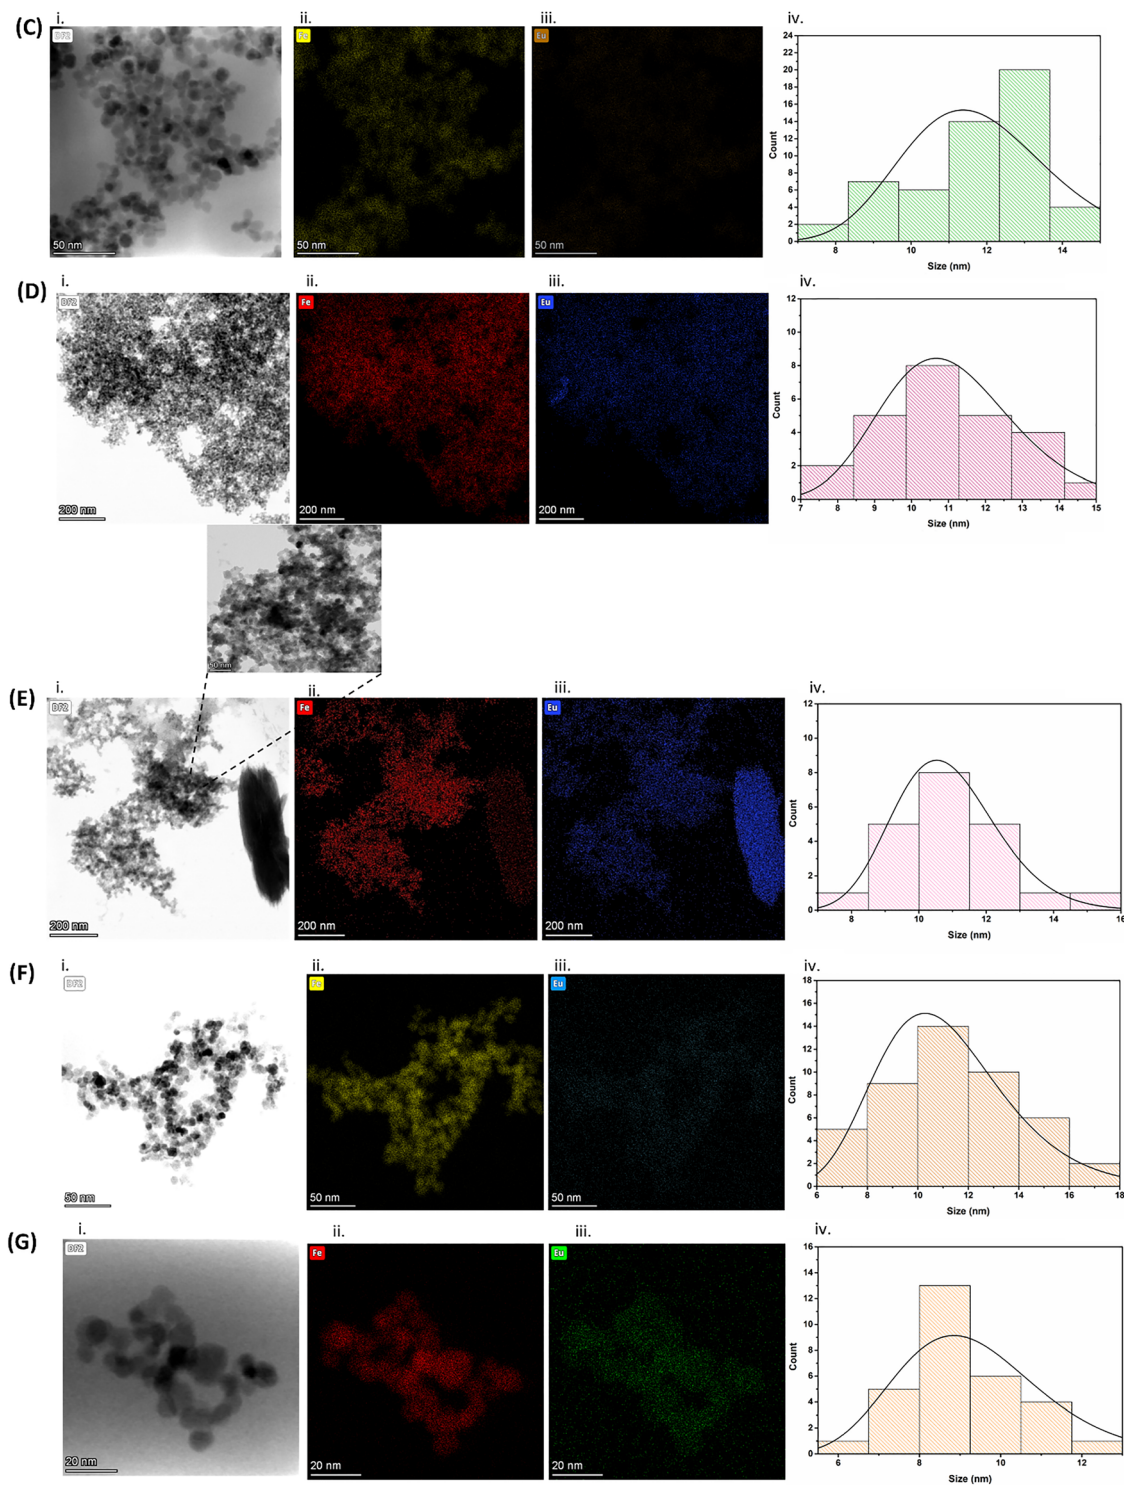 (C)
i.
ii.
iii.
iv.
DF2
Fe
Eu
50 nm
50 nm
50 nm
24
22
20
18
16
14
12
10
8
6
4
2
0
Count
8
10
12
14
Size (nm)
(D)
i.
ii.
iii.
iv.
DF2
Fe
Eu
200 nm
200 nm
200 nm
12
10
8
6
4
2
0
Count
7
8
9
10
11
12
13
14
15
Size (nm)
50 nm
(E)
i.
ii.
iii.
iv.
DF2
Fe
Eu
200 nm
200 nm
200 nm
12
10
8
6
4
2
0
Count
8
10
12
14
16
Size (nm)
(F)
i.
ii.
iii.
iv.
DF2
Fe
Eu
50 nm
50 nm
50 nm
18
16
14
12
10
8
6
4
2
0
Count
6
8
10
12
14
16
18
Size (nm)
(G)
i.
ii.
iii.
iv.
DF2
Fe
Eu
20 nm
20 nm
20 nm
16
14
12
10
8
6
4
2
0
Count
6
8
10
12
Size (nm)